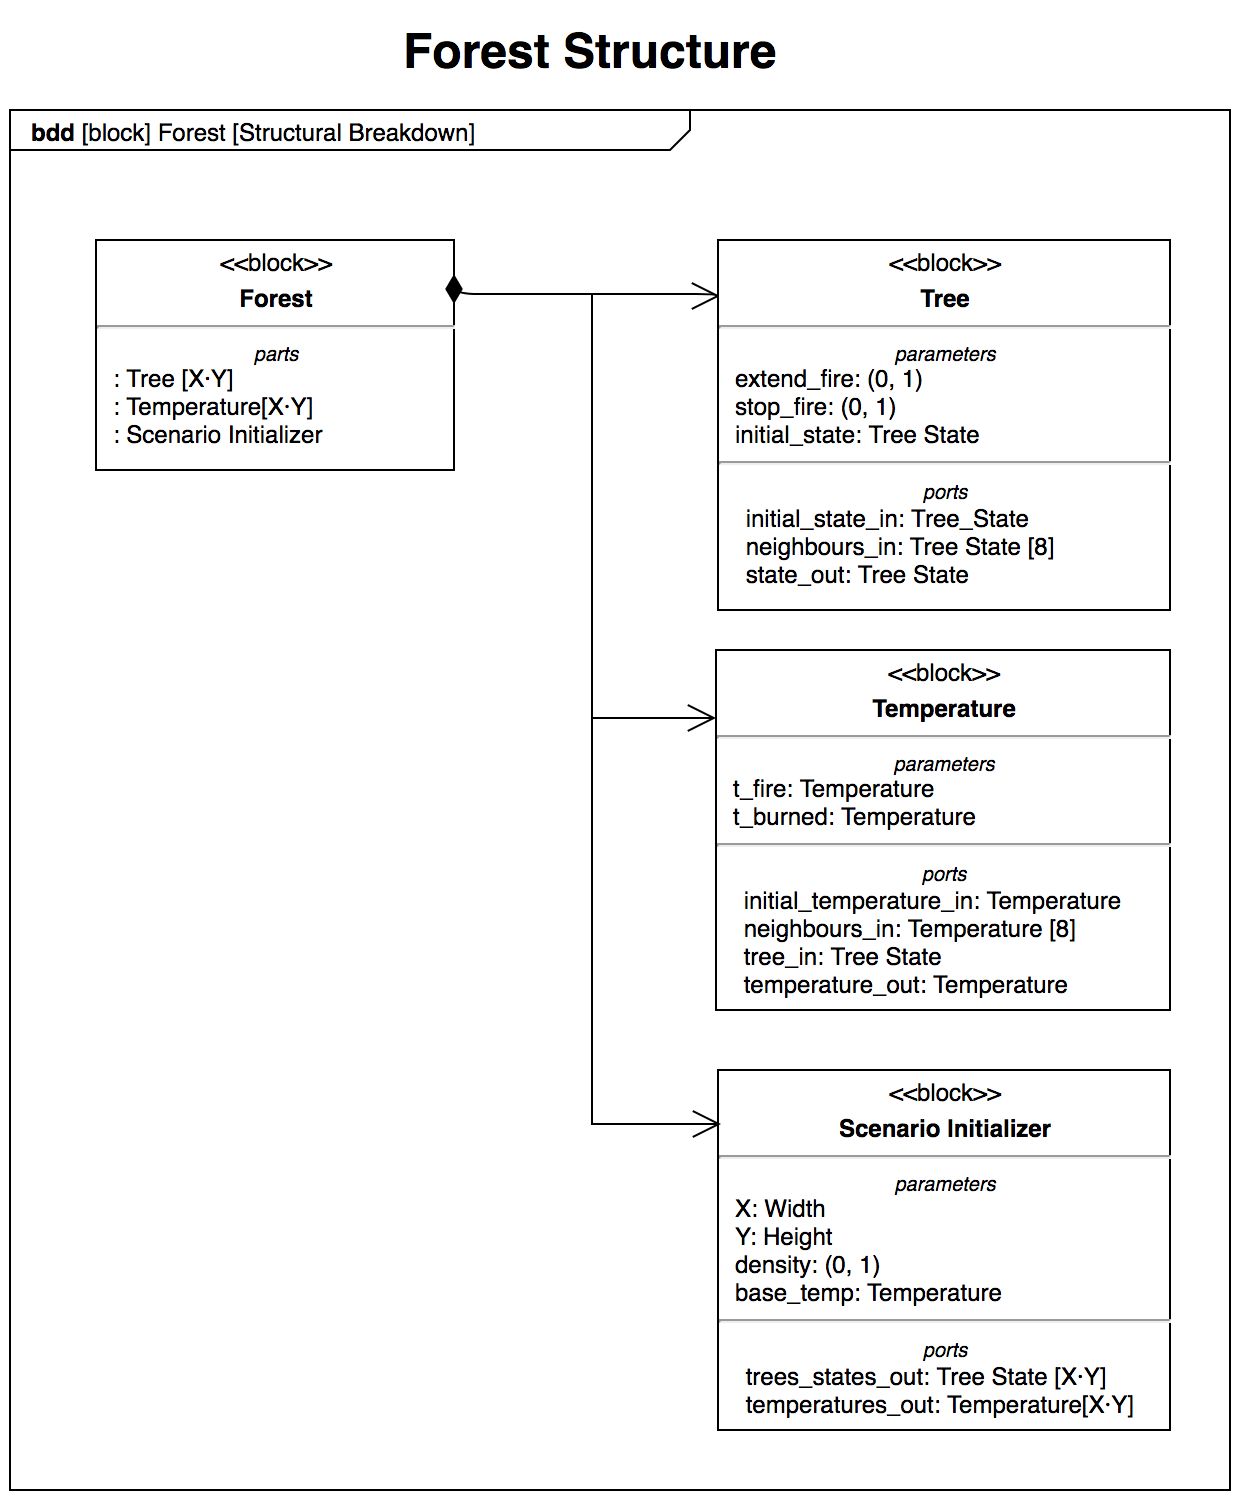 Forest Structure
bdd [block] Forest [Structural Breakdown]
<<block>>
Forest
parts
: Tree [X·Y]
: Temperature[X·Y]
: Scenario Initializer
<<block>>
Tree
parameters
extend_fire: (0, 1)
stop_fire: (0, 1)
initial_state: Tree State
ports
initial_state_in: Tree_State
neighbours_in: Tree State [8]
state_out: Tree State
<<block>>
Temperature
parameters
t_fire: Temperature
t_burned: Temperature
ports
initial_temperature_in: Temperature
neighbours_in: Temperature [8]
tree_in: Tree State
temperature_out: Temperature
<<block>>
Scenario Initializer
parameters
X: Width
Y: Height
density: (0, 1)
base_temp: Temperature
ports
trees_states_out: Tree State [X·Y]
temperatures_out: Temperature[X·Y]